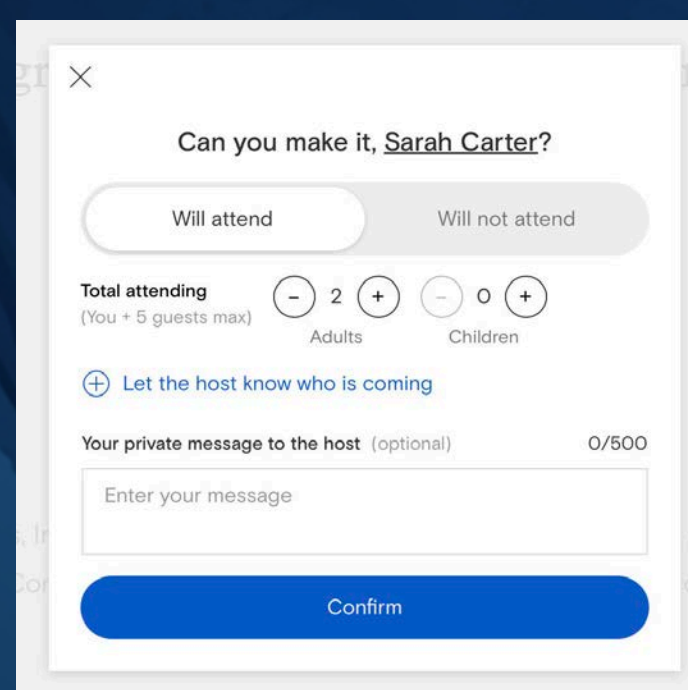 Can you make it, Sarah Carter?
Will attend Will not attend
Total attending - 2 + - 0 +
(You + 5 guests max)
Adults Children
+ Let the host know who is coming
Your private message to the host (optional) 0/500
Enter your message
Confirm